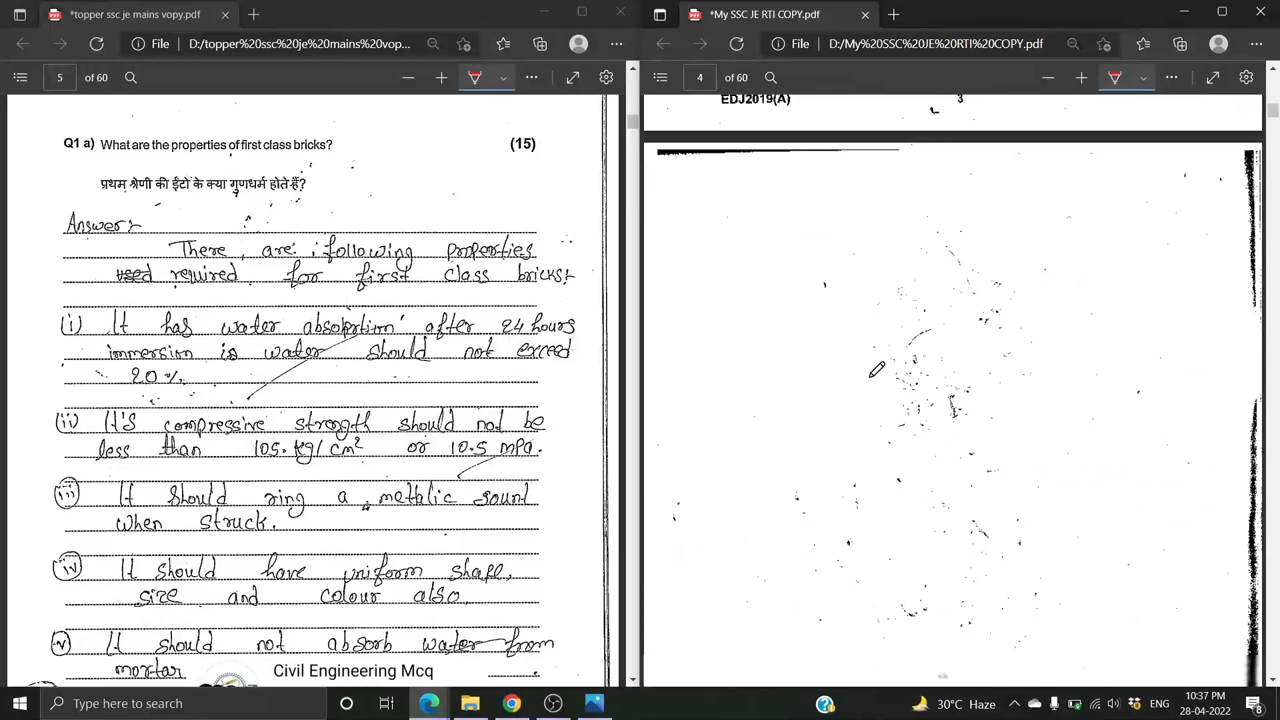 *topper ssc je mains vopy.pdf
*My SSC JE RTI COPY.pdf
File D:/topper%20ssc%20je%20mains%20vop...
File D:/My%20SSC%20JE%20RTI%20COPY.pdf
5 of 60
4 of 60
EDJ2019(A) 3
Q1 a) What are the properties of first class bricks? (15)
प्रथम श्रेणी की ईंटो के क्या गुणधर्म होते हैं?
Answer:-
There are following properties
used required for first class bricks:-
(i) It has water absorption after 24 hours
immersion is water should not exceed
20%
(ii) It's compressive strength should not be
less than 105 kg/cm² or 10.5 mpa.
(iii) It should ring a metalic sount
when struck.
(iv) It should have uniform shape,
size and colour also.
(v) It should not absorb water from
mortar
Civil Engineering Mcq
Type here to search
30°C Haze
ENG
10:37 PM
28-04-2022
8